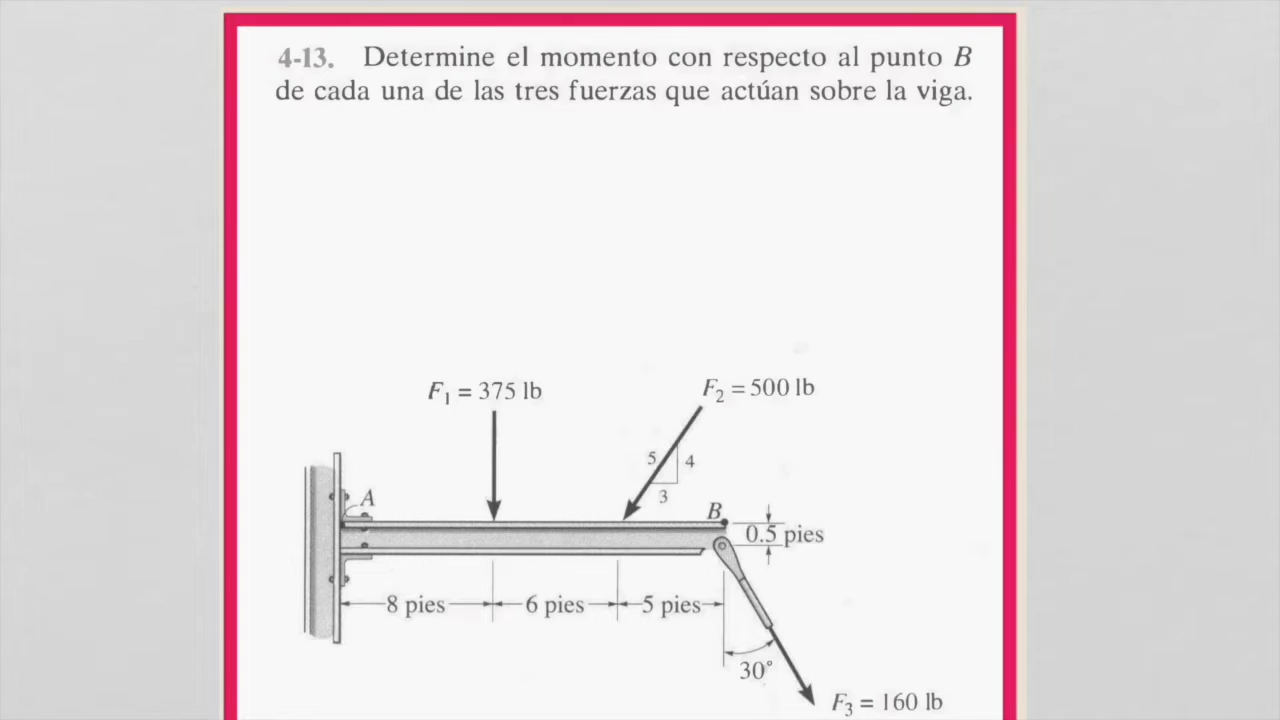 4-13. Determine el momento con respecto al punto B
de cada una de las tres fuerzas que actúan sobre la viga.
F₁ = 375 lb
F₂ = 500 lb
5
4
3
A
B
0.5 pies
8 pies
6 pies
5 pies
30°
F₃ = 160 lb